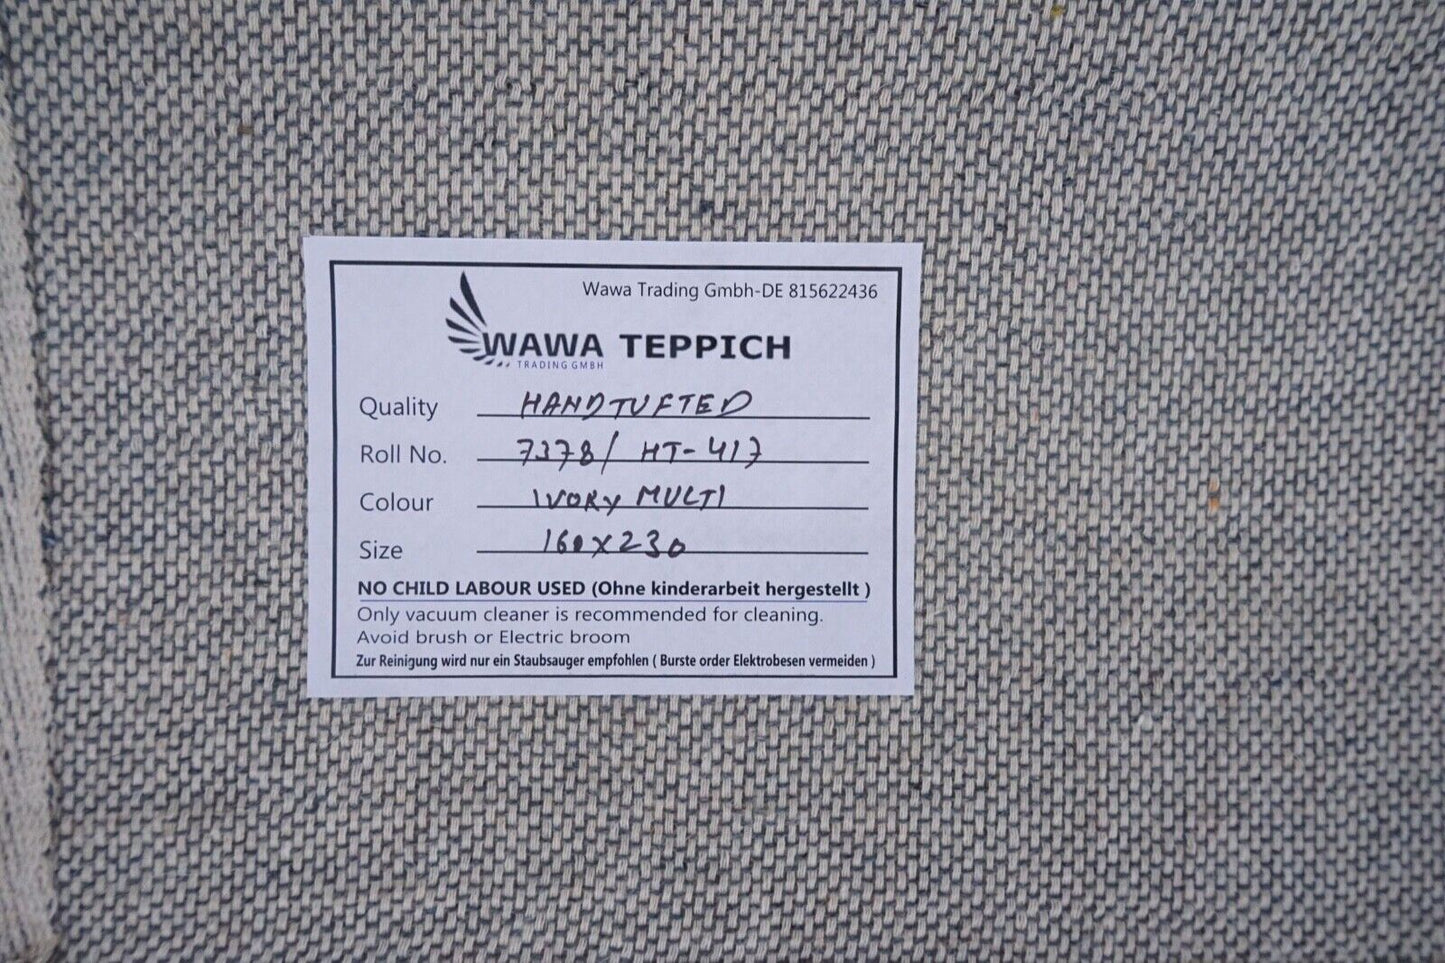 Wawa Trading Gmbh-DE 815622436
WAWA TEPPICH
TRADING GMBH
Quality HANDTUFTED
Roll No. 7378/ HT-417
Colour IVORY MULTI
Size 160X230
NO CHILD LABOUR USED (Ohne kinderarbeit hergestellt )
Only vacuum cleaner is recommended for cleaning.
Avoid brush or Electric broom
Zur Reinigung wird nur ein Staubsauger empfohlen ( Burste order Elektrobesen vermeiden )